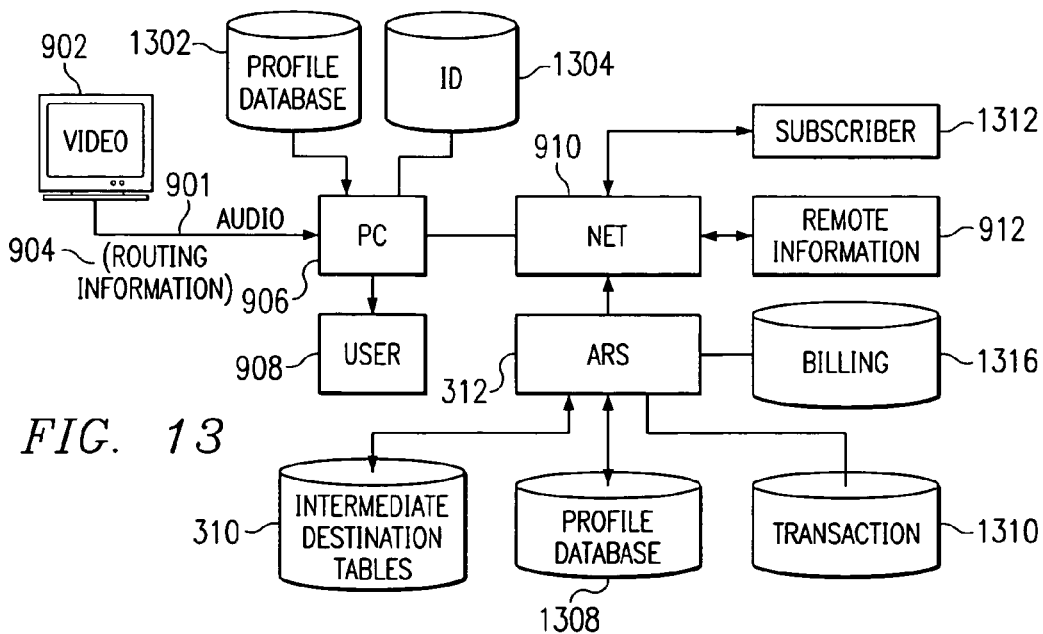 1302
902
PROFILE
DATABASE
ID
1304
VIDEO
SUBSCRIBER
1312
910
901
AUDIO
904
(ROUTING
INFORMATION)
PC
906
NET
REMOTE
INFORMATION
912
USER
908
ARS
312
BILLING
1316
FIG. 13
INTERMEDIATE
DESTINATION
TABLES
310
PROFILE
DATABASE
1308
TRANSACTION
1310